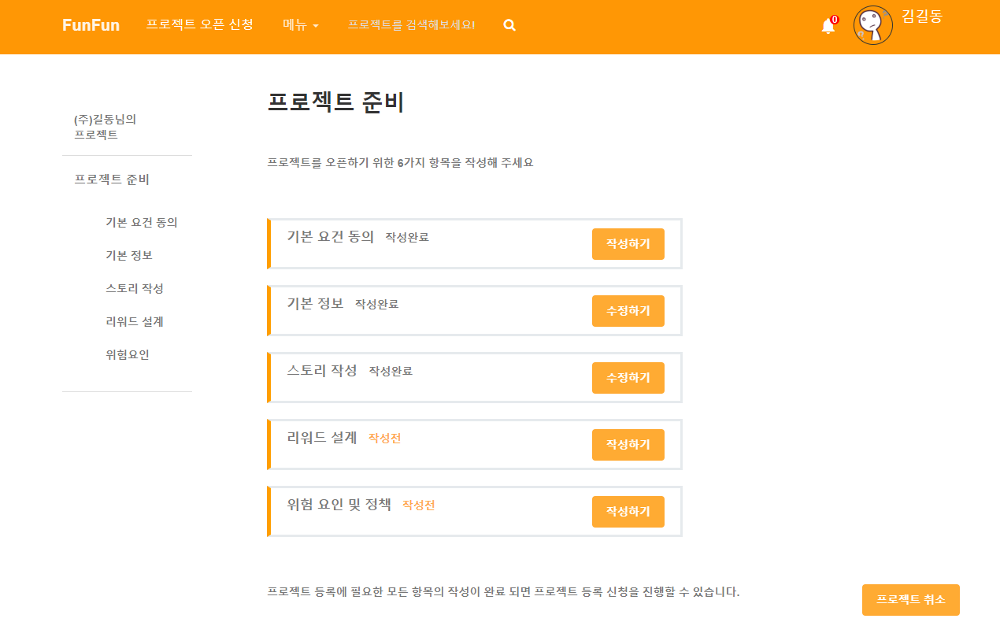 FunFun 프로젝트 오픈 신청 메뉴 프로젝트를 검색해보세요! 0 김길동
(주)길동님의
프로젝트
프로젝트 준비
기본 요건 동의
기본 정보
스토리 작성
리워드 설계
위험요인
프로젝트 준비
프로젝트를 오픈하기 위한 6가지 항목을 작성해 주세요
기본 요건 동의 작성완료 작성하기
기본 정보 작성완료 수정하기
스토리 작성 작성완료 수정하기
리워드 설계 작성전 작성하기
위험 요인 및 정책 작성전 작성하기
프로젝트 등록에 필요한 모든 항목의 작성이 완료 되면 프로젝트 등록 신청을 진행할 수 있습니다. 프로젝트 취소